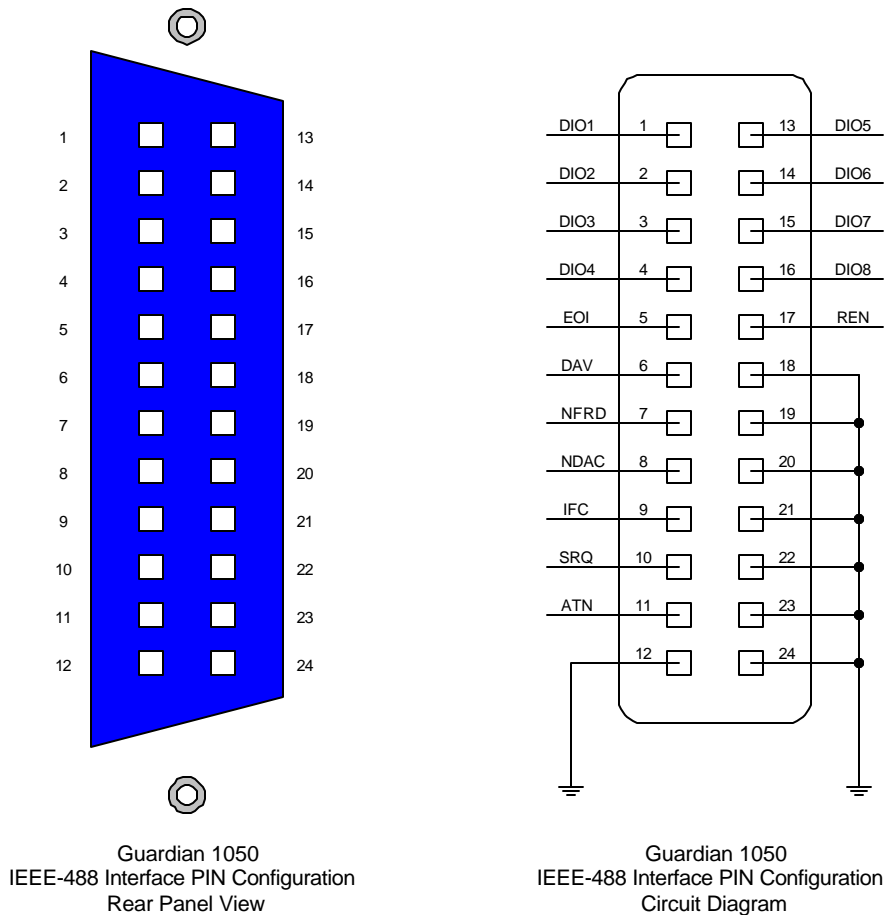 1 13
2 14
3 15
4 16
5 17
6 18
7 19
8 20
9 21
10 22
11 23
12 24
Guardian 1050
IEEE-488 Interface PIN Configuration
Rear Panel View
DIO1 1 13 DIO5
DIO2 2 14 DIO6
DIO3 3 15 DIO7
DIO4 4 16 DIO8
EOI 5 17 REN
DAV 6 18
NFRD 7 19
NDAC 8 20
IFC 9 21
SRQ 10 22
ATN 11 23
12 24
Guardian 1050
IEEE-488 Interface PIN Configuration
Circuit Diagram